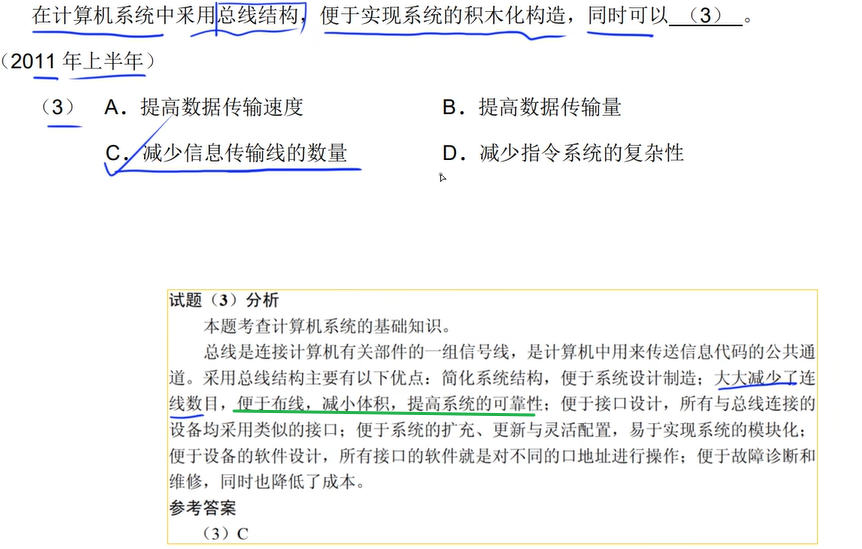 在计算机系统中采用总线结构，便于实现系统的积木化构造，同时可以（3）。
（2011 年上半年）
（3） A．提高数据传输速度 B．提高数据传输量
C．减少信息传输线的数量 D．减少指令系统的复杂性
试题（3）分析
本题考查计算机系统的基础知识。
总线是连接计算机有关部件的一组信号线，是计算机中用来传送信息代码的公共通
道。采用总线结构主要有以下优点：简化系统结构，便于系统设计制造；大大减少了连
线数目，便于布线，减小体积，提高系统的可靠性；便于接口设计，所有与总线连接的
设备均采用类似的接口；便于系统的扩充、更新与灵活配置，易于实现系统的模块化；
便于设备的软件设计，所有接口的软件就是对不同的口地址进行操作；便于故障诊断和
维修，同时也降低了成本。
参考答案
（3）C